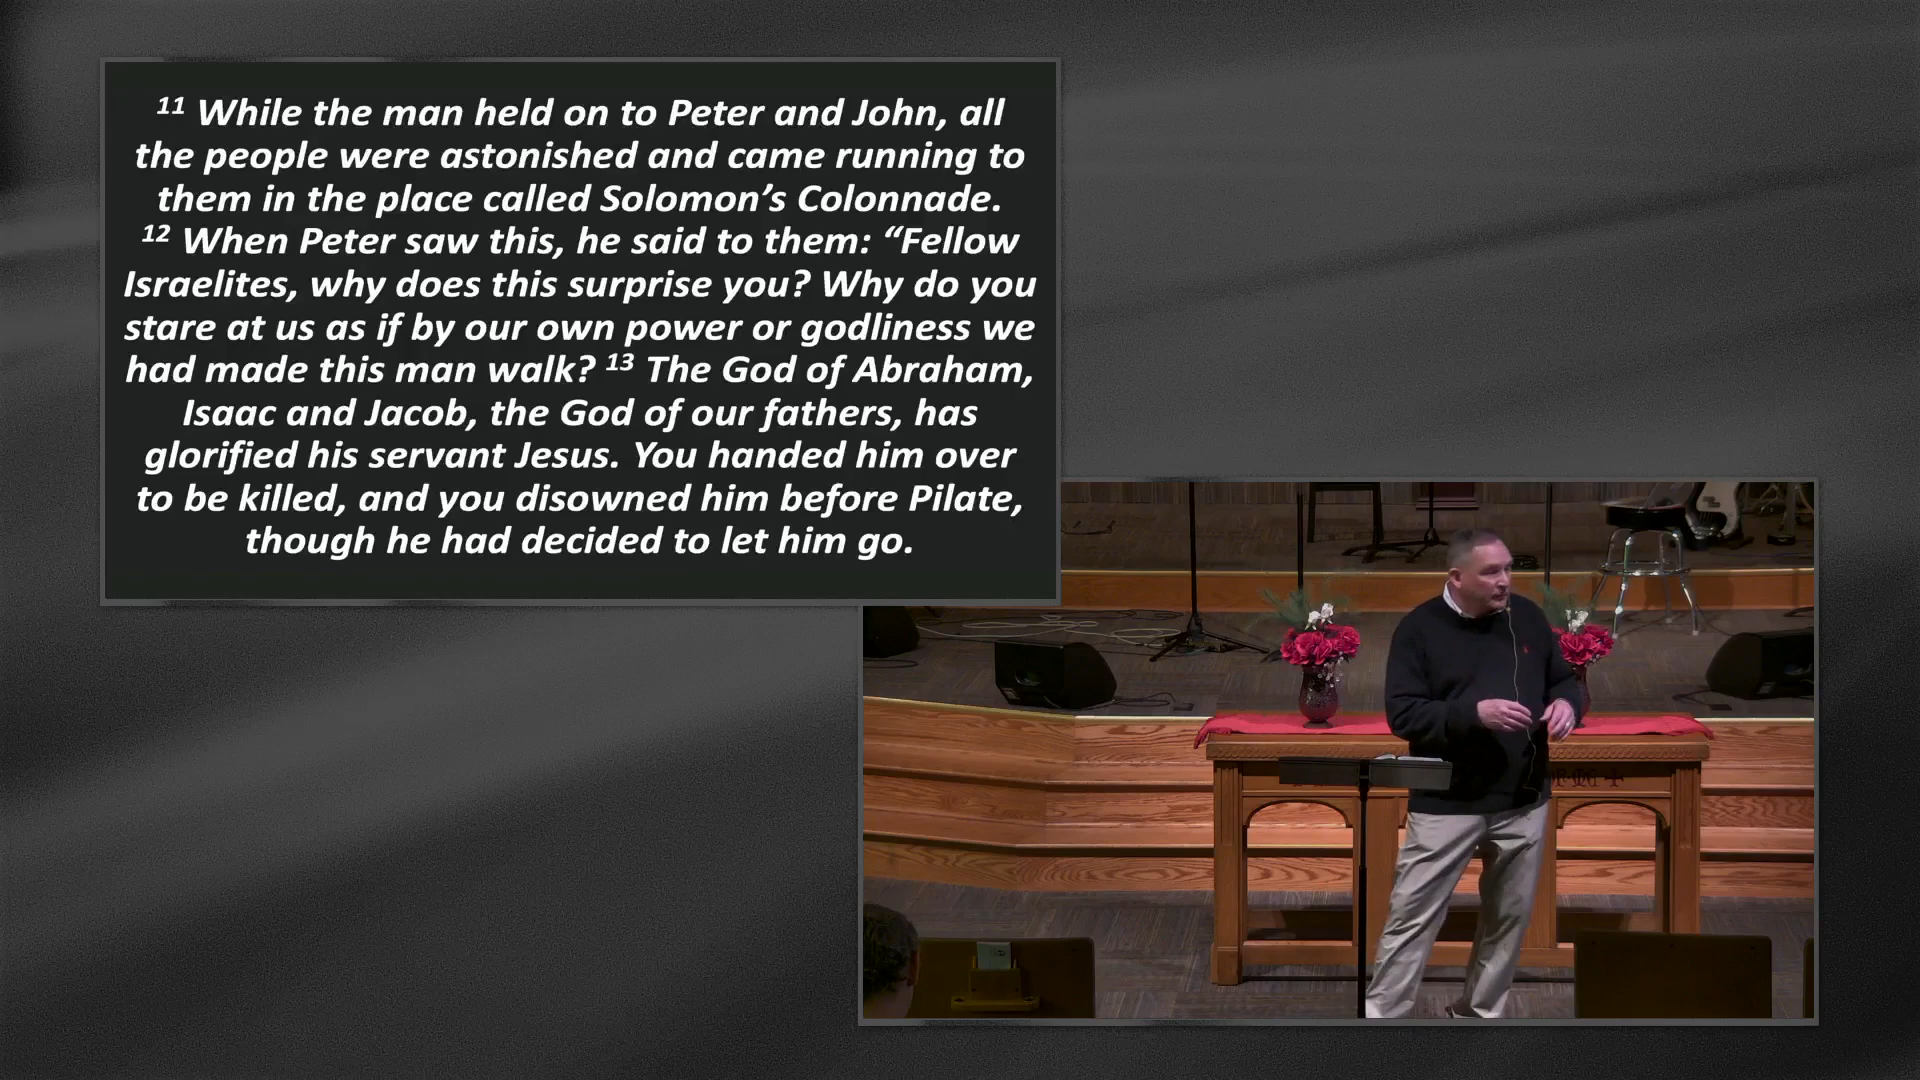 11 While the man held on to Peter and John, all
the people were astonished and came running to
them in the place called Solomon’s Colonnade.
12 When Peter saw this, he said to them: “Fellow
Israelites, why does this surprise you? Why do you
stare at us as if by our own power or godliness we
had made this man walk? 13 The God of Abraham,
Isaac and Jacob, the God of our fathers, has
glorified his servant Jesus. You handed him over
to be killed, and you disowned him before Pilate,
though he had decided to let him go.